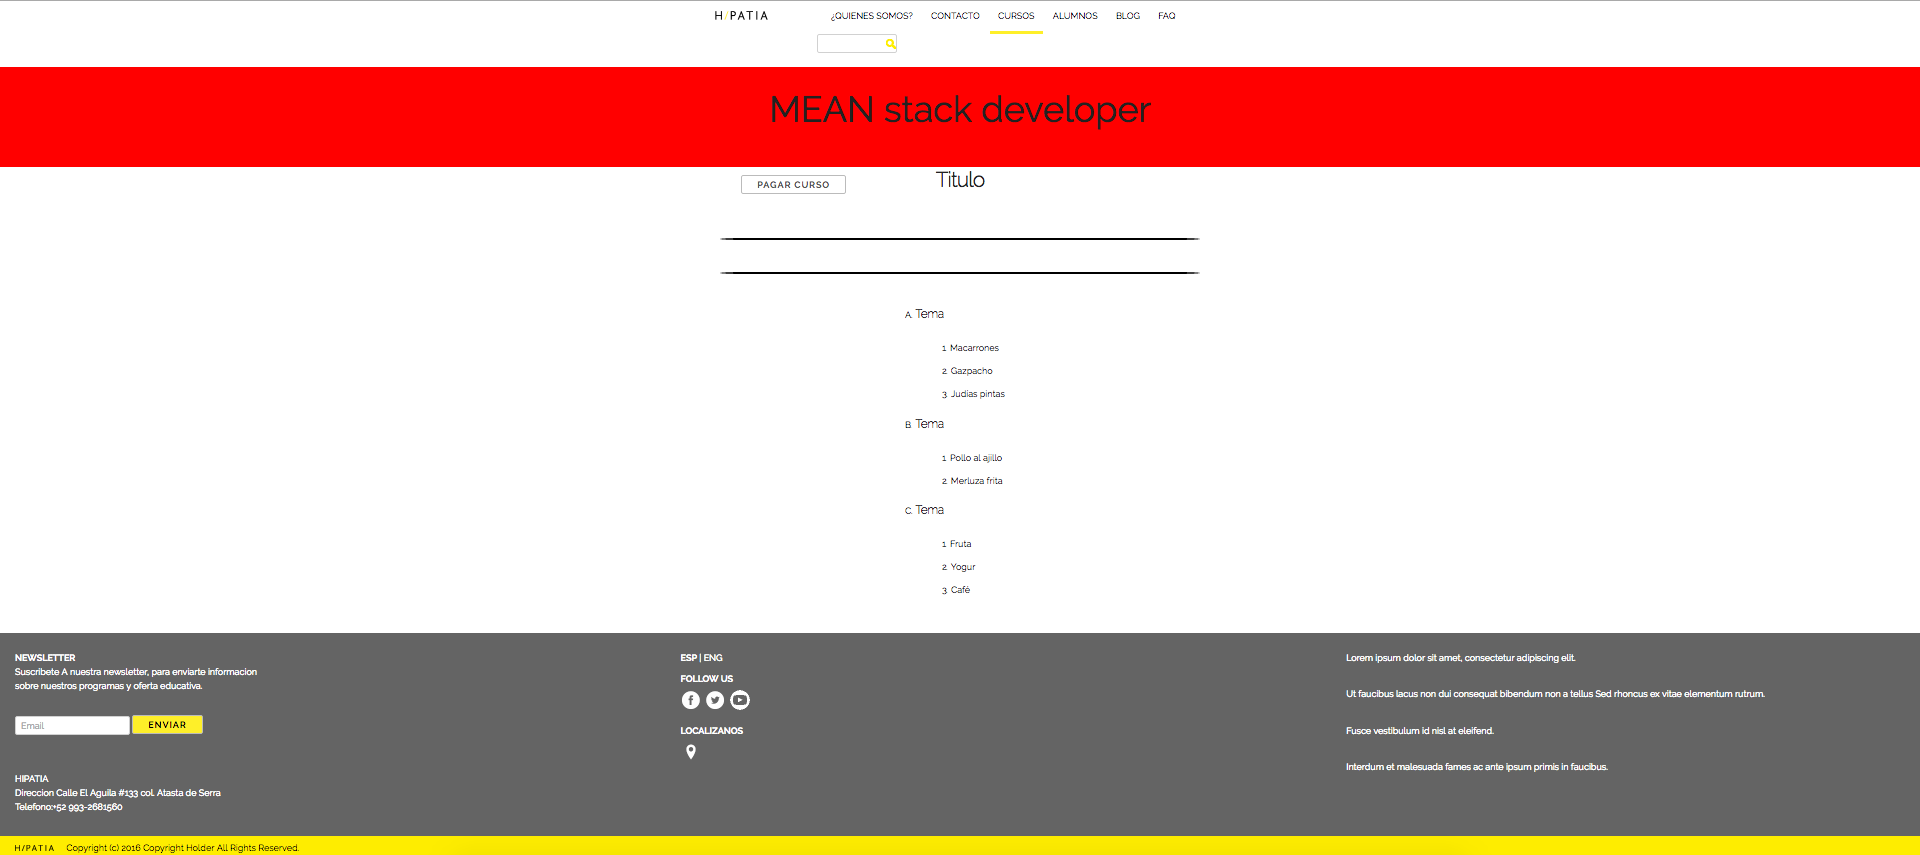 H/PATIA ¿QUIENES SOMOS? CONTACTO CURSOS ALUMNOS BLOG FAQ
MEAN stack developer
PAGAR CURSO
Titulo
A. Tema
1. Macarrones
2. Gazpacho
3. Judias pintas
B. Tema
1. Pollo al ajillo
2. Merluza frita
C. Tema
1. Fruta
2. Yogur
3. Café
NEWSLETTER
Suscribete A nuestra newsletter, para enviarte informacion
sobre nuestros programas y oferta educativa.
Email ENVIAR
HIPATIA
Direccion Calle El Aguila #133 col. Atasta de Serra
Telefono:+52 993-2681560
ESP | ENG
FOLLOW US
LOCALIZANOS
Lorem ipsum dolor sit amet, consectetur adipiscing elit.
Ut faucibus lacus non dui consequat bibendum non a tellus Sed rhoncus ex vitae elementum rutrum.
Fusce vestibulum id nisl at eleifend.
Interdum et malesuada fames ac ante ipsum primis in faucibus.
H/PATIA Copyright (c) 2016 Copyright Holder All Rights Reserved.